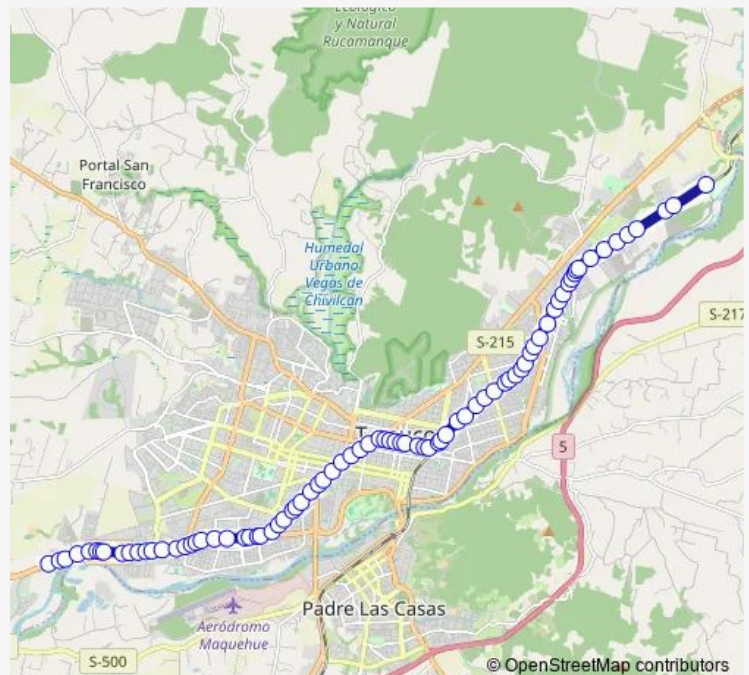 Ecológico
y Natural
Rucamanque
Portal San
Francisco
Humedal
Urbano
Vegas de
Chivilcán
S-217
S-215
5
Padre Las Casas
Aeródromo
Maquehue
S-500
© OpenStreetMap contributors